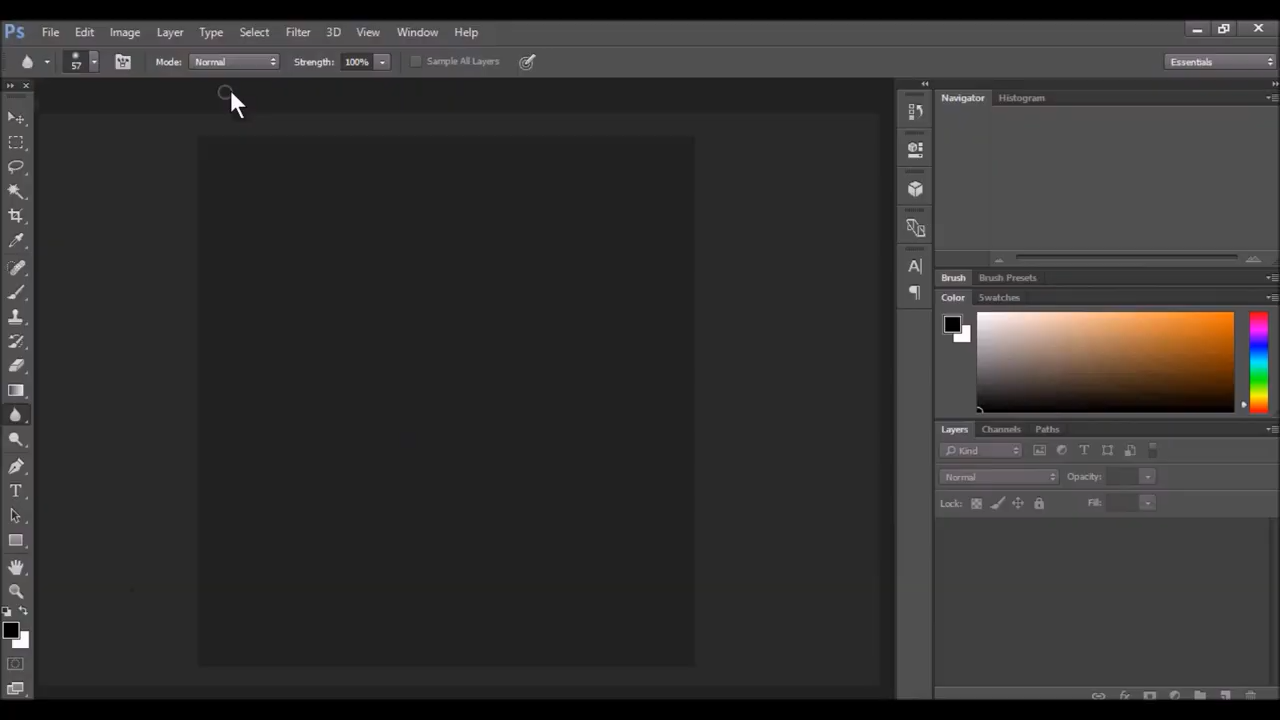 Ps File Edit Image Layer Type Select Filter 3D View Window Help
57 Mode: Normal Strength: 100% Sample All Layers Essentials
Navigator Histogram
Brush Brush Presets
Color Swatches
Layers Channels Paths
Kind
Normal Opacity:
Lock: Fill: